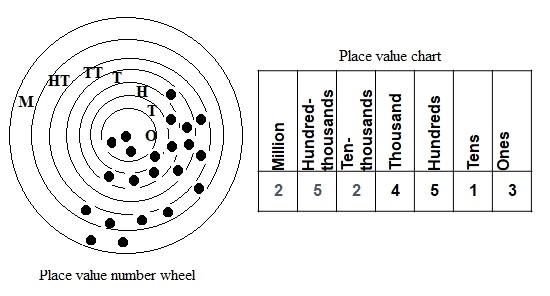 M HT TT T H T O
Place value number wheel
Place value chart
Million
Hundred-
thousands
Ten-
thousands
Thousand
Hundreds
Tens
Ones
2 5 2 4 5 1 3